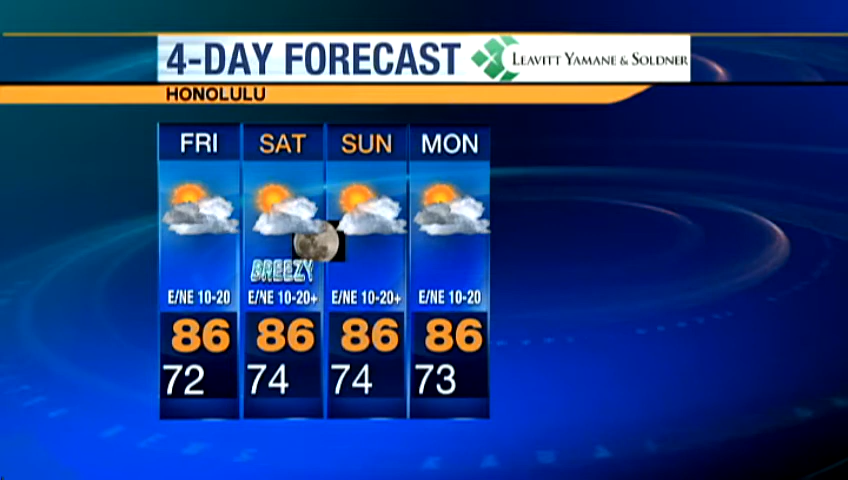 4-DAY FORECAST
LEAVITT YAMANE & SOLDNER
HONOLULU
FRI SAT SUN MON
BREEZY
E/NE 10-20 E/NE 10-20+ E/NE 10-20+ E/NE 10-20
86 86 86 86
72 74 74 73